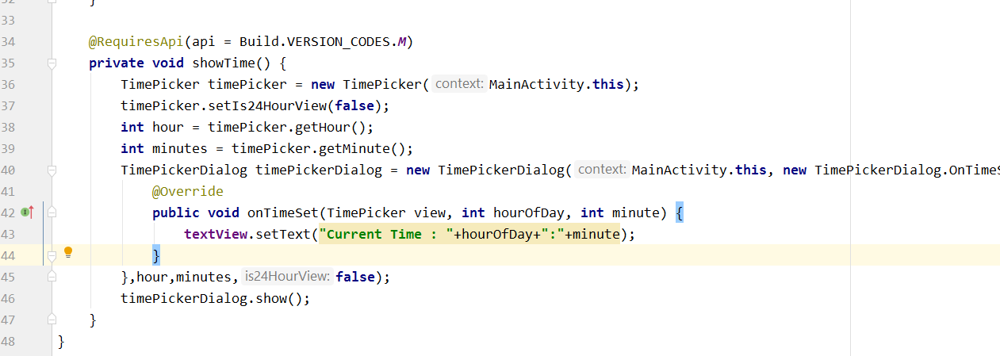 32 }
33
34 @RequiresApi(api = Build.VERSION_CODES.M)
35 private void showTime() {
36 TimePicker timePicker = new TimePicker( context: MainActivity.this);
37 timePicker.setIs24HourView(false);
38 int hour = timePicker.getHour();
39 int minutes = timePicker.getMinute();
40 TimePickerDialog timePickerDialog = new TimePickerDialog( context: MainActivity.this, new TimePickerDialog.OnTimeS
41 @Override
42 public void onTimeSet(TimePicker view, int hourOfDay, int minute) {
43 textView.setText("Current Time : "+hourOfDay+":"+minute);
44 }
45 },hour,minutes, is24HourView: false);
46 timePickerDialog.show();
47 }
48 }